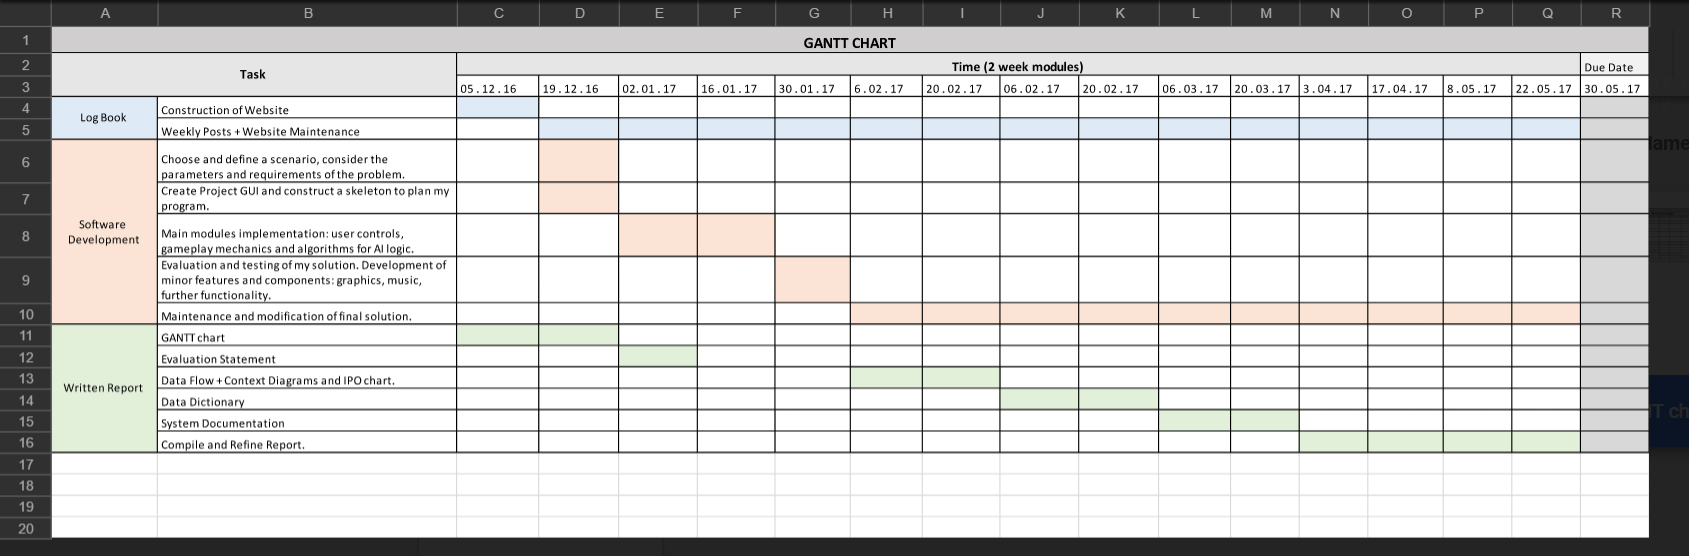 A B C D E F G H I J K L M N O P Q R
1 GANTT CHART
2 Task Time (2 week modules) Due Date
3 05.12.16 19.12.16 02.01.17 16.01.17 30.01.17 6.02.17 20.02.17 06.02.17 20.02.17 06.03.17 20.03.17 3.04.17 17.04.17 8.05.17 22.05.17 30.05.17
4 Log Book Construction of Website
5 Weekly Posts + Website Maintenance
6 Choose and define a scenario, consider the
parameters and requirements of the problem.
7 Create Project GUI and construct a skeleton to plan my
program.
Software
Development
8 Main modules implementation: user controls,
gameplay mechanics and algorithms for AI logic.
9 Evaluation and testing of my solution. Development of
minor features and components: graphics, music,
further functionality.
10 Maintenance and modification of final solution.
11 GANTT chart
12 Evaluation Statement
13 Written Report Data Flow + Context Diagrams and IPO chart.
14 Data Dictionary
15 System Documentation
16 Compile and Refine Report.
17
18
19
20